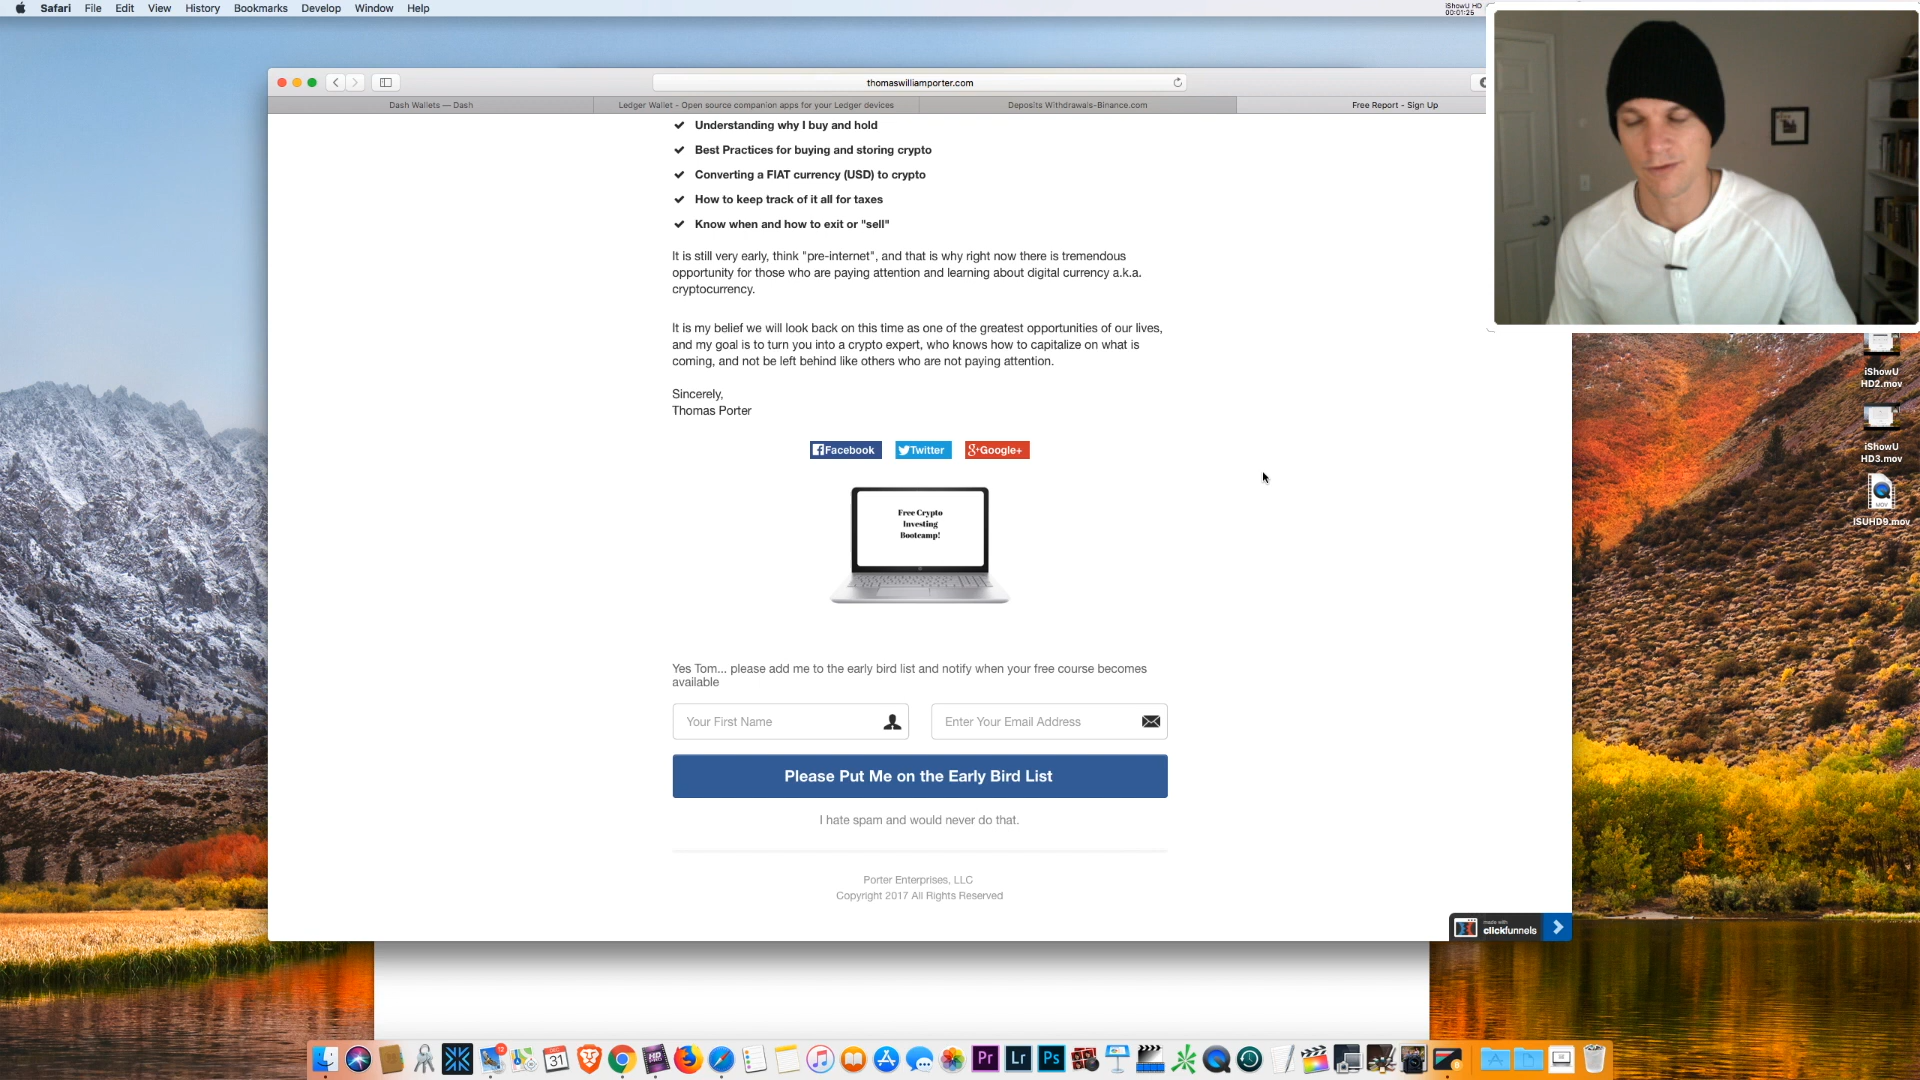 Safari File Edit View History Bookmarks Develop Window Help
iShowU HD
00:01:25
thomaswilliamporter.com
Dash Wallets — Dash
Ledger Wallet - Open source companion apps for your Ledger devices
Deposits Withdrawals-Binance.com
Free Report - Sign Up
Understanding why I buy and hold
Best Practices for buying and storing crypto
Converting a FIAT currency (USD) to crypto
How to keep track of it all for taxes
Know when and how to exit or "sell"
It is still very early, think "pre-internet", and that is why right now there is tremendous
opportunity for those who are paying attention and learning about digital currency a.k.a.
cryptocurrency.
It is my belief we will look back on this time as one of the greatest opportunities of our lives,
and my goal is to turn you into a crypto expert, who knows how to capitalize on what is
coming, and not be left behind like others who are not paying attention.
Sincerely,
Thomas Porter
Facebook
Twitter
Google+
Free Crypto
Investing
Bootcamp!
Yes Tom... please add me to the early bird list and notify when your free course becomes
available
Your First Name
Enter Your Email Address
Please Put Me on the Early Bird List
I hate spam and would never do that.
Porter Enterprises, LLC
Copyright 2017 All Rights Reserved
made with
clickfunnels
iShowU
HD2.mov
iShowU
HD3.mov
ISUHD9.mov
31
Pr
Lr
Ps